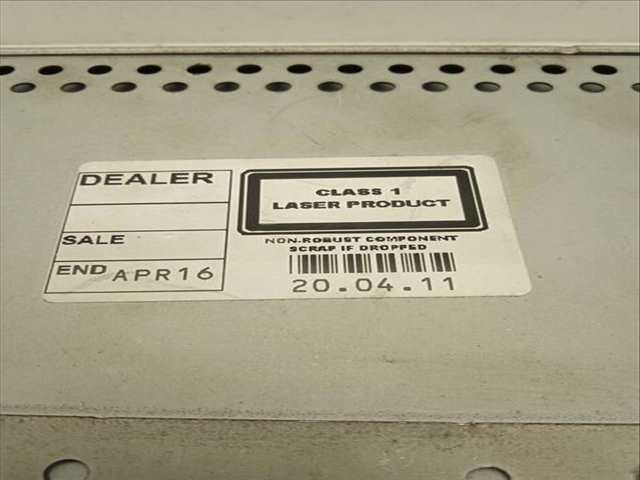 DEALER
SALE
END APR16
CLASS 1
LASER PRODUCT
NON-ROBUST COMPONENT
SCRAP IF DROPPED
20.04.11